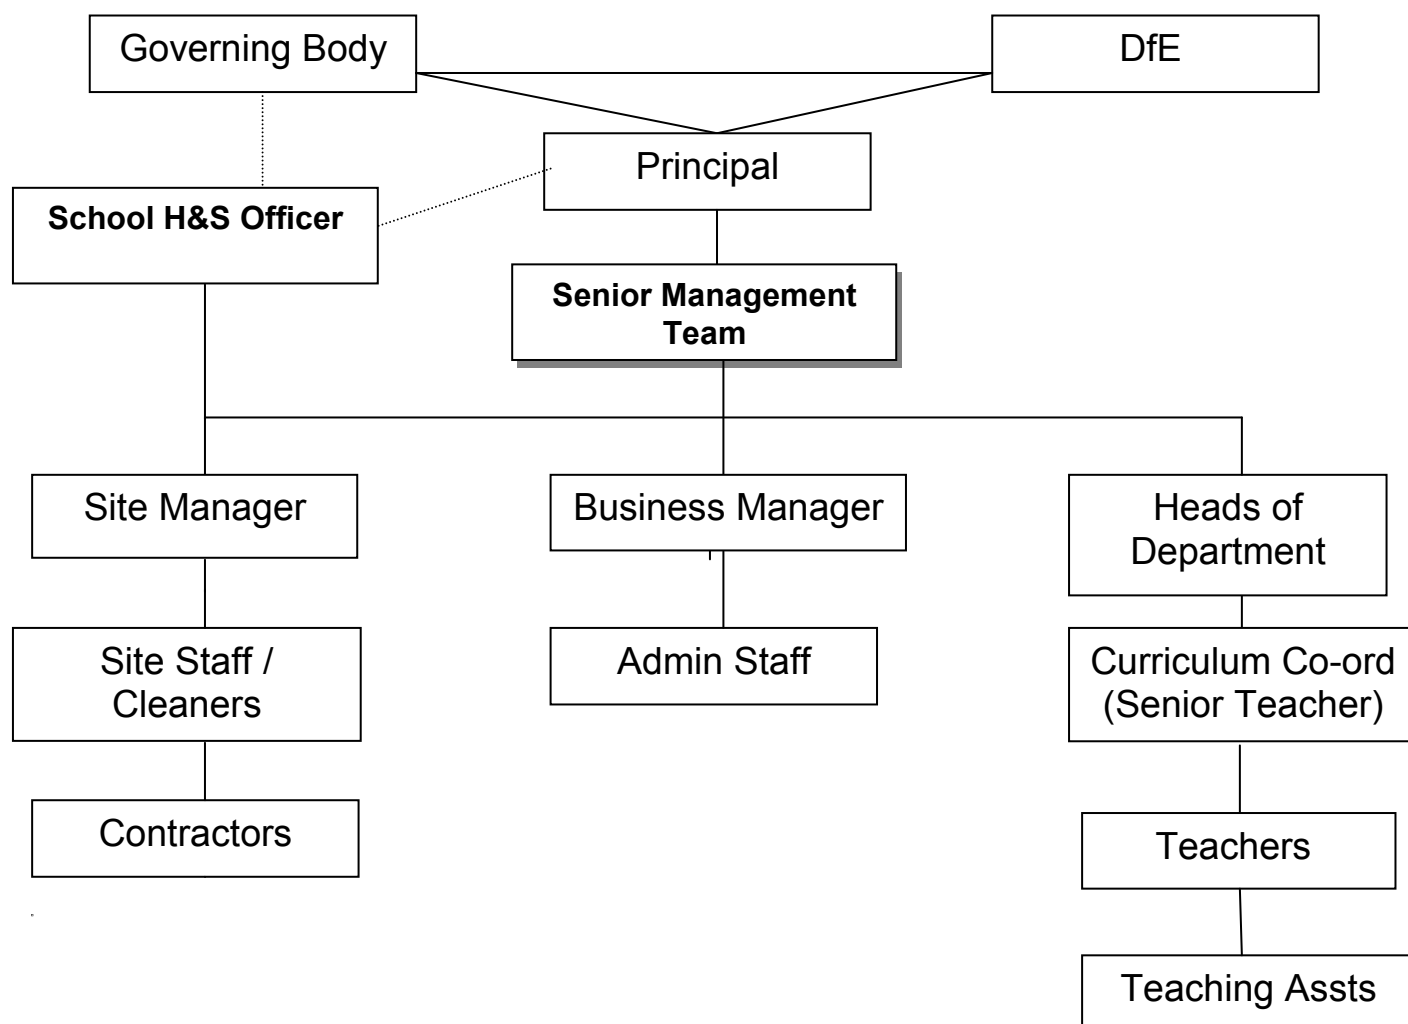 Governing Body
DfE
Principal
School H&S Officer
Senior Management
Team
Site Manager
Business Manager
Heads of
Department
Site Staff /
Cleaners
Admin Staff
Curriculum Co-ord
(Senior Teacher)
Contractors
Teachers
Teaching Assts